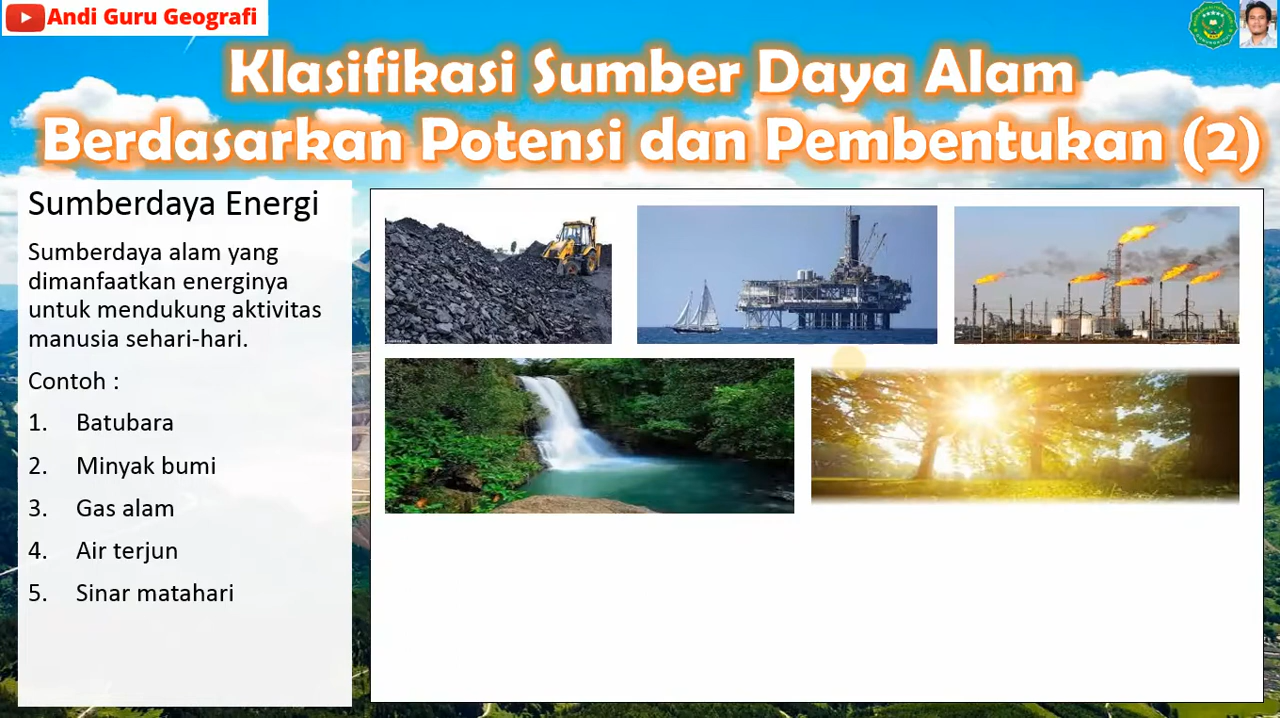 Andi Guru Geografi
Klasifikasi Sumber Daya Alam
Berdasarkan Potensi dan Pembentukan (2)
Sumberdaya Energi
Sumberdaya alam yang
dimanfaatkan energinya
untuk mendukung aktivitas
manusia sehari-hari.
Contoh :
1. Batubara
2. Minyak bumi
3. Gas alam
4. Air terjun
5. Sinar matahari